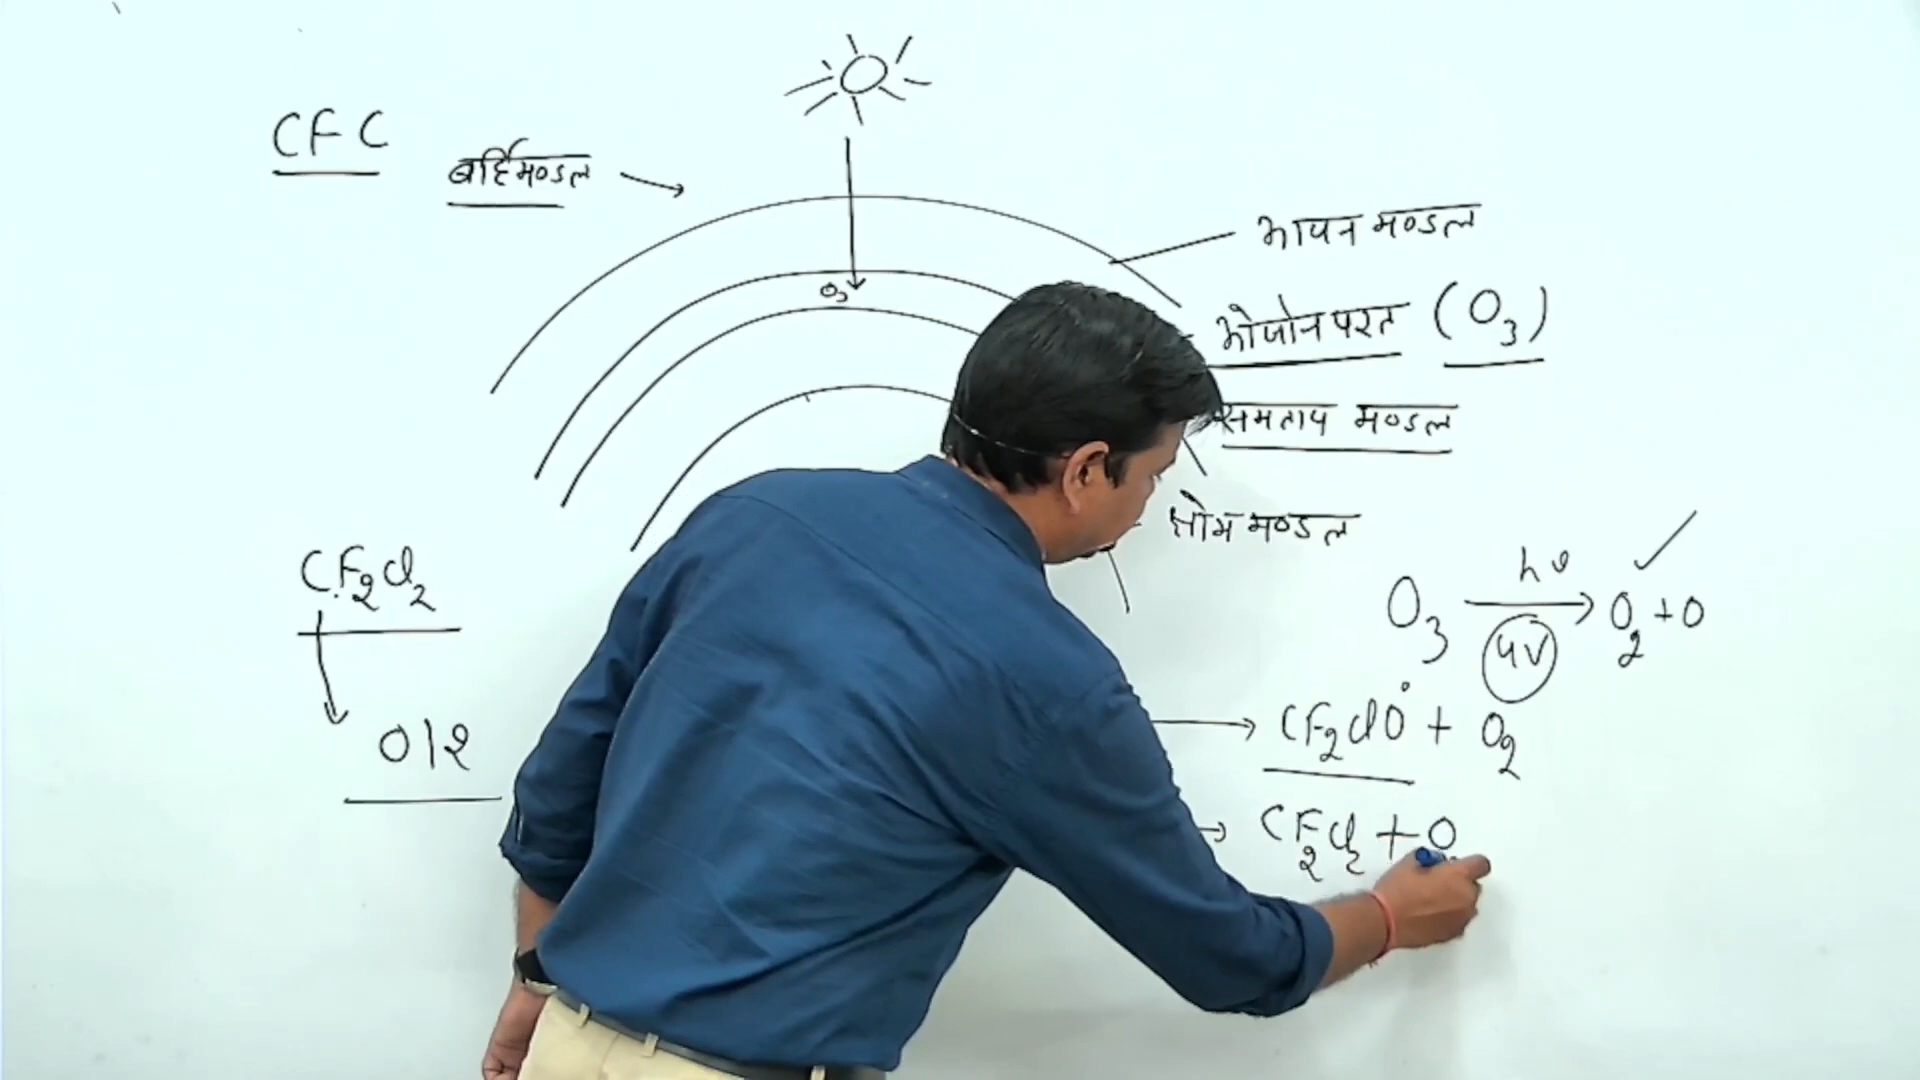 CFC
बर्हिमण्डल
आयन मण्डल
O₃
ओजोन परत (O₃)
समताप मण्डल
क्षोभ मण्डल
CF₂Cl₂
O₃ hν UV → O₂ + O
→ CF₂ClO• + O₂
012
→ CF₂Cl₂ + O